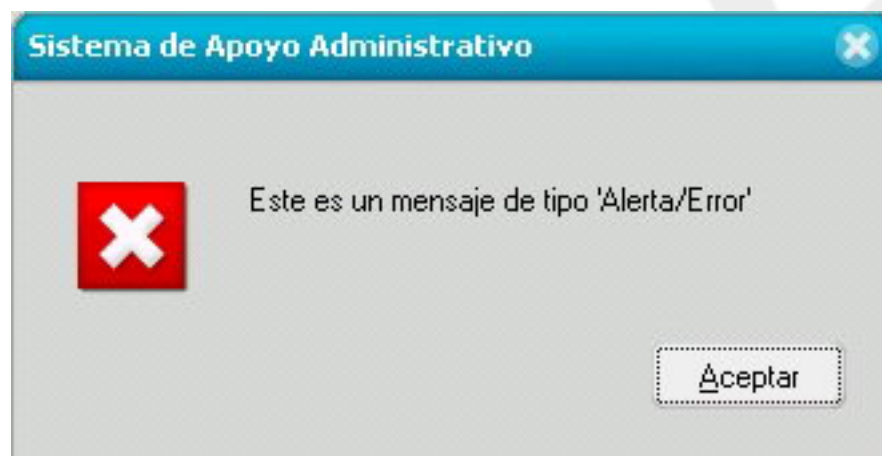 Sistema de Apoyo Administrativo
Este es un mensaje de tipo 'Alerta/Error'
Aceptar